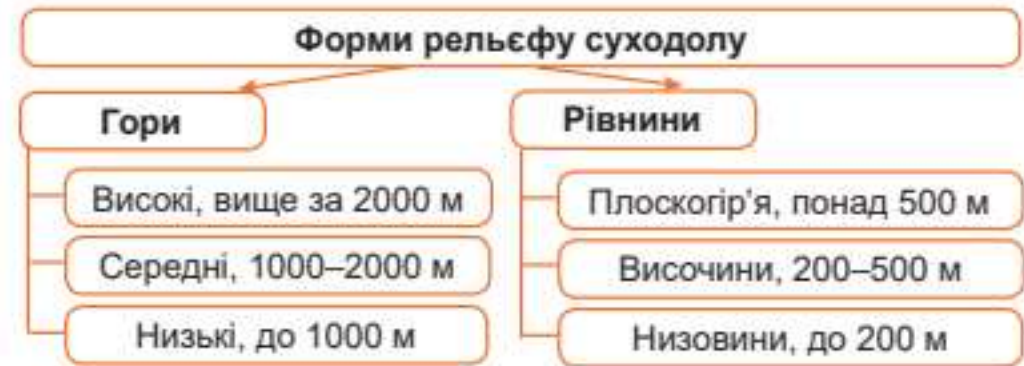 Форми рельєфу суходолу
Гори
Високі, вище за 2000 м
Середні, 1000–2000 м
Низькі, до 1000 м
Рівнини
Плоскогір'я, понад 500 м
Височини, 200–500 м
Низовини, до 200 м